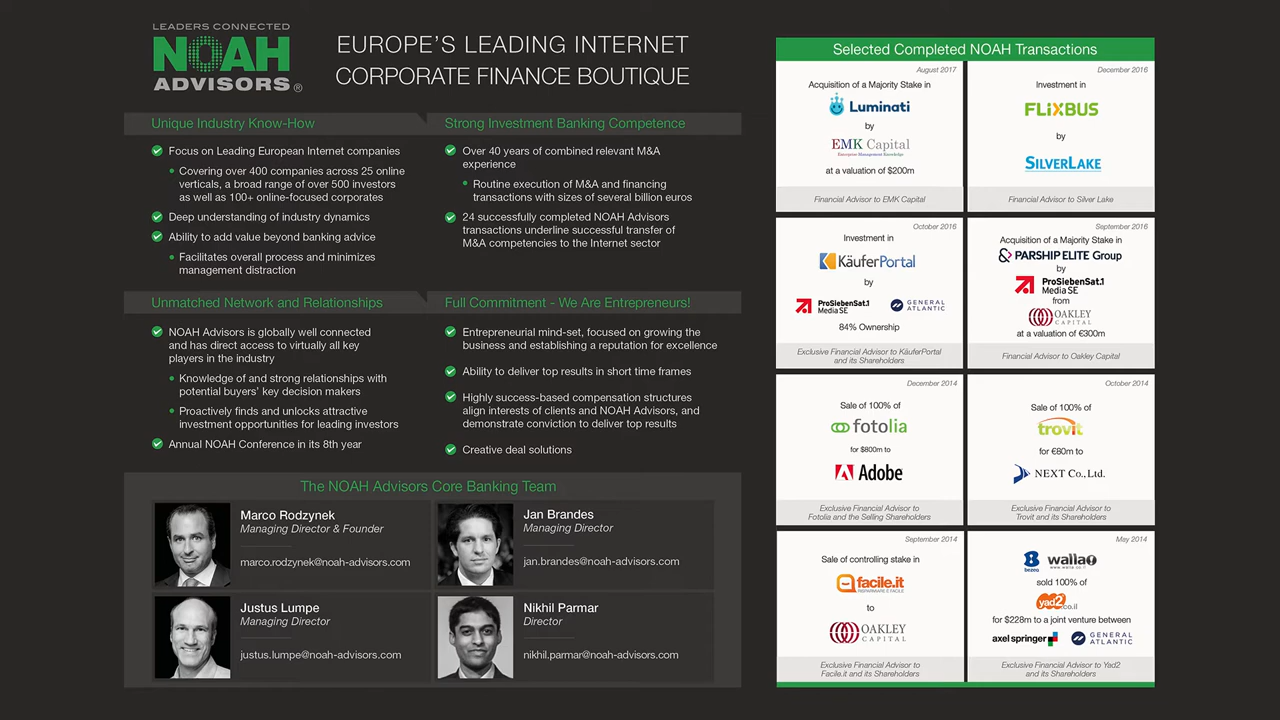 LEADERS CONNECTED
NOAH
ADVISORS®
EUROPE'S LEADING INTERNET
CORPORATE FINANCE BOUTIQUE
Unique Industry Know-How
Focus on Leading European Internet companies
Covering over 400 companies across 25 online
verticals, a broad range of over 500 investors
as well as 100+ online-focused corporates
Deep understanding of industry dynamics
Ability to add value beyond banking advice
Facilitates overall process and minimizes
management distraction
Strong Investment Banking Competence
Over 40 years of combined relevant M&A
experience
Routine execution of M&A and financing
transactions with sizes of several billion euros
24 successfully completed NOAH Advisors
transactions underline successful transfer of
M&A competencies to the Internet sector
Unmatched Network and Relationships
NOAH Advisors is globally well connected
and has direct access to virtually all key
players in the industry
Knowledge of and strong relationships with
potential buyers' key decision makers
Proactively finds and unlocks attractive
investment opportunities for leading investors
Annual NOAH Conference in its 8th year
Full Commitment - We Are Entrepreneurs!
Entrepreneurial mind-set, focused on growing the
business and establishing a reputation for excellence
Ability to deliver top results in short time frames
Highly success-based compensation structures
align interests of clients and NOAH Advisors, and
demonstrate conviction to deliver top results
Creative deal solutions
The NOAH Advisors Core Banking Team
Marco Rodzynek
Managing Director & Founder
marco.rodzynek@noah-advisors.com
Jan Brandes
Managing Director
jan.brandes@noah-advisors.com
Justus Lumpe
Managing Director
justus.lumpe@noah-advisors.com
Nikhil Parmar
Director
nikhil.parmar@noah-advisors.com
Selected Completed NOAH Transactions
August 2017
Acquisition of a Majority Stake in
Luminati
by
EMK Capital
Entrepreneurs Management Knowledge
at a valuation of $200m
Financial Advisor to EMK Capital
December 2016
Investment in
FLiXBUS
by
SILVERLAKE
Financial Advisor to Silver Lake
October 2016
Investment in
KäuferPortal
by
ProSiebenSat.1
Media SE
GENERAL
ATLANTIC
84% Ownership
Exclusive Financial Advisor to KäuferPortal
and its Shareholders
September 2016
Acquisition of a Majority Stake in
PARSHIP ELITE Group
by
ProSiebenSat.1
Media SE
from
OAKLEY
CAPITAL
at a valuation of €300m
Financial Advisor to Oakley Capital
December 2014
Sale of 100% of
fotolia
for $800m to
Adobe
Exclusive Financial Advisor to
Fotolia and the Selling Shareholders
October 2014
Sale of 100% of
trovit
for €80m to
NEXT Co., Ltd.
Exclusive Financial Advisor to
Trovit and its Shareholders
September 2014
Sale of controlling stake in
facile.it
RISPARMIARE È FACILE
to
OAKLEY
CAPITAL
Exclusive Financial Advisor to
Facile.it and its Shareholders
May 2014
bezeq
walla!
www.walla.co.il
sold 100% of
yad2.co.il
for $228m to a joint venture between
axel springer
GENERAL
ATLANTIC
Exclusive Financial Advisor to Yad2
and its Shareholders